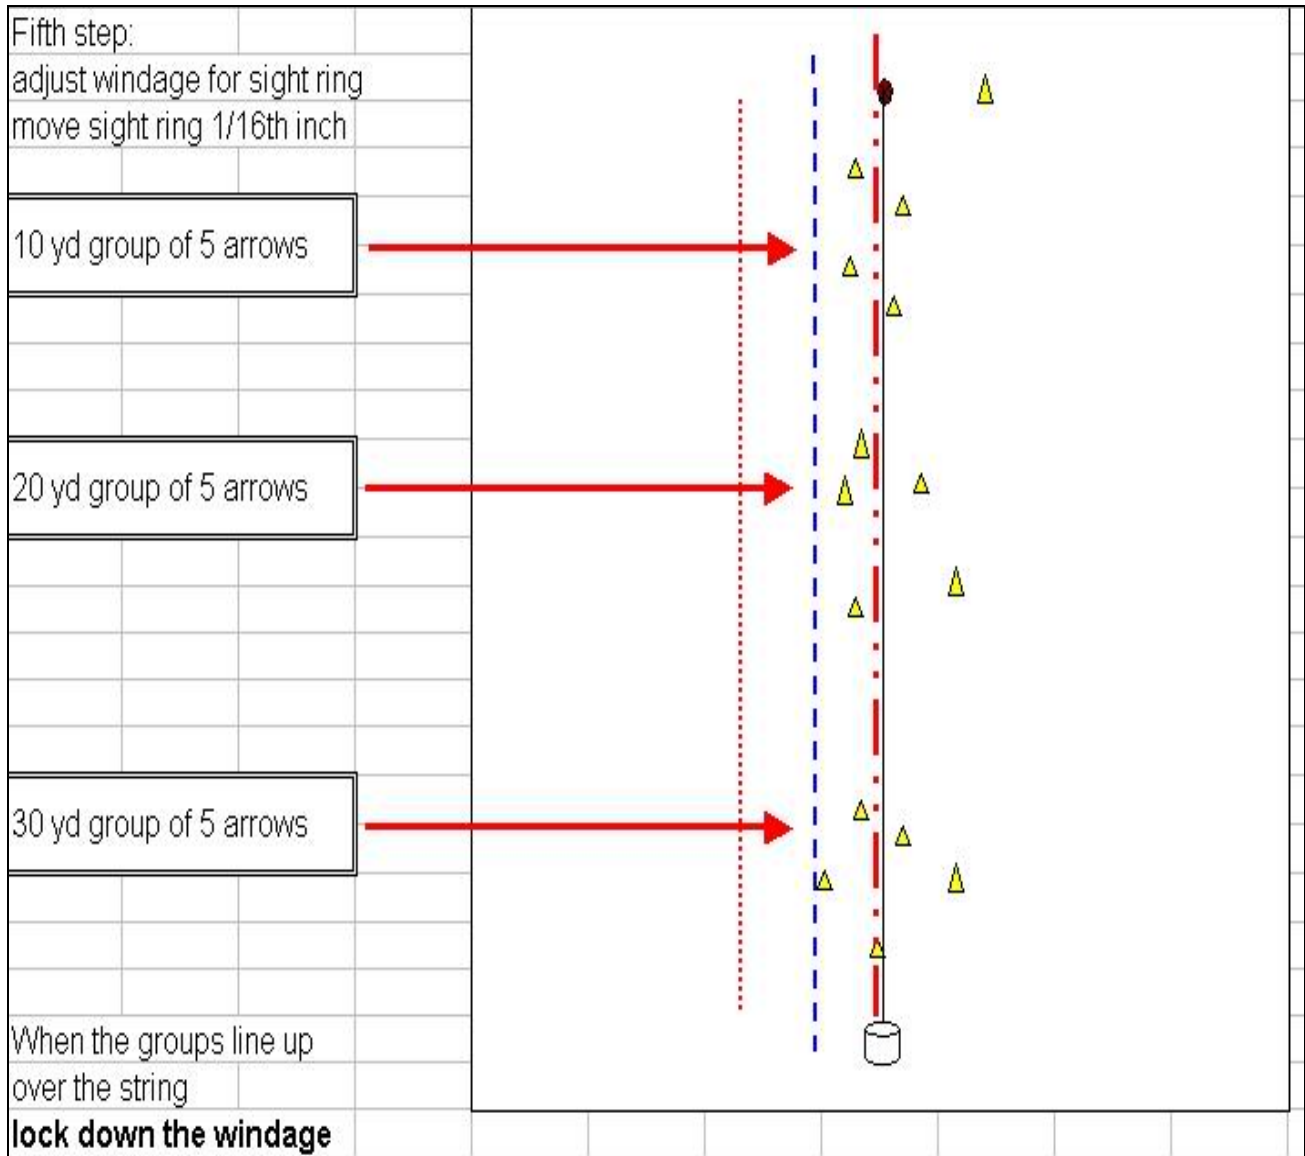 Fifth step:
adjust windage for sight ring
move sight ring 1/16th inch
10 yd group of 5 arrows
20 yd group of 5 arrows
30 yd group of 5 arrows
When the groups line up
over the string
lock down the windage